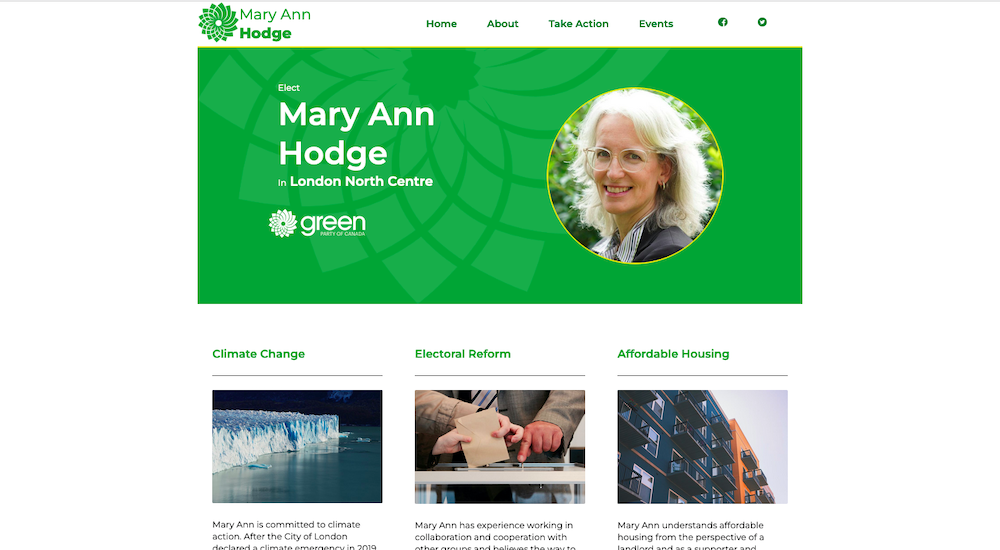 Mary Ann
Hodge
Home About Take Action Events
Elect
Mary Ann
Hodge
In London North Centre
green
PARTY OF CANADA
Climate Change
Electoral Reform
Affordable Housing
Mary Ann is committed to climate
action. After the City of London
declared a climate emergency in 2019
Mary Ann has experience working in
collaboration and cooperation with
other groups and believes the way to
Mary Ann understands affordable
housing from the perspective of a
landlord and as a supporter and